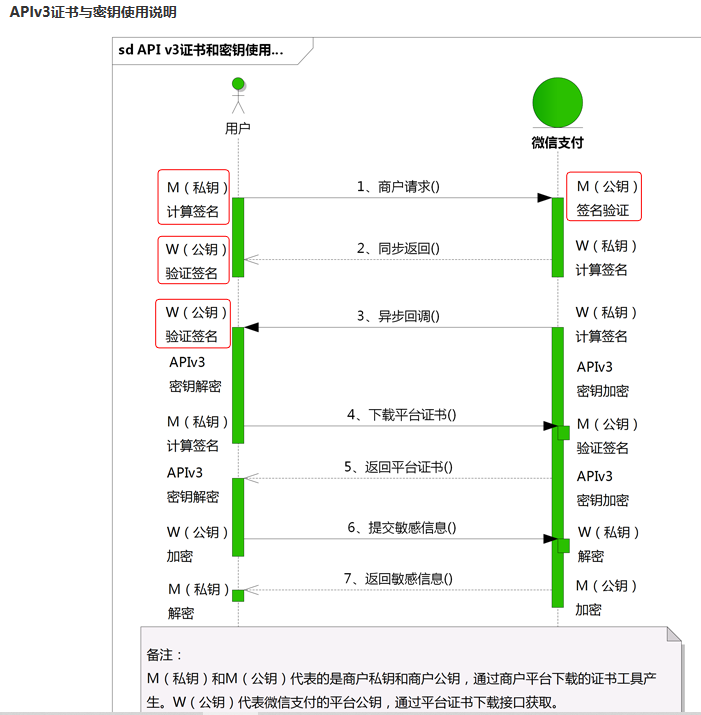 APIv3证书与密钥使用说明
sd API v3证书和密钥使用...
用户
微信支付
M（私钥）
计算签名
1、商户请求()
M（公钥）
签名验证
W（公钥）
验证签名
2、同步返回()
W（私钥）
计算签名
W（公钥）
验证签名
3、异步回调()
W（私钥）
计算签名
APIv3
密钥解密
APIv3
密钥加密
M（私钥）
计算签名
4、下载平台证书()
M（公钥）
验证签名
APIv3
密钥解密
5、返回平台证书()
APIv3
密钥加密
W（公钥）
加密
6、提交敏感信息()
W（私钥）
解密
M（私钥）
解密
7、返回敏感信息()
M（公钥）
加密
备注：
M（私钥）和M（公钥）代表的是商户私钥和商户公钥，通过商户平台下载的证书工具产
生。W（公钥）代表微信支付的平台公钥，通过平台证书下载接口获取。